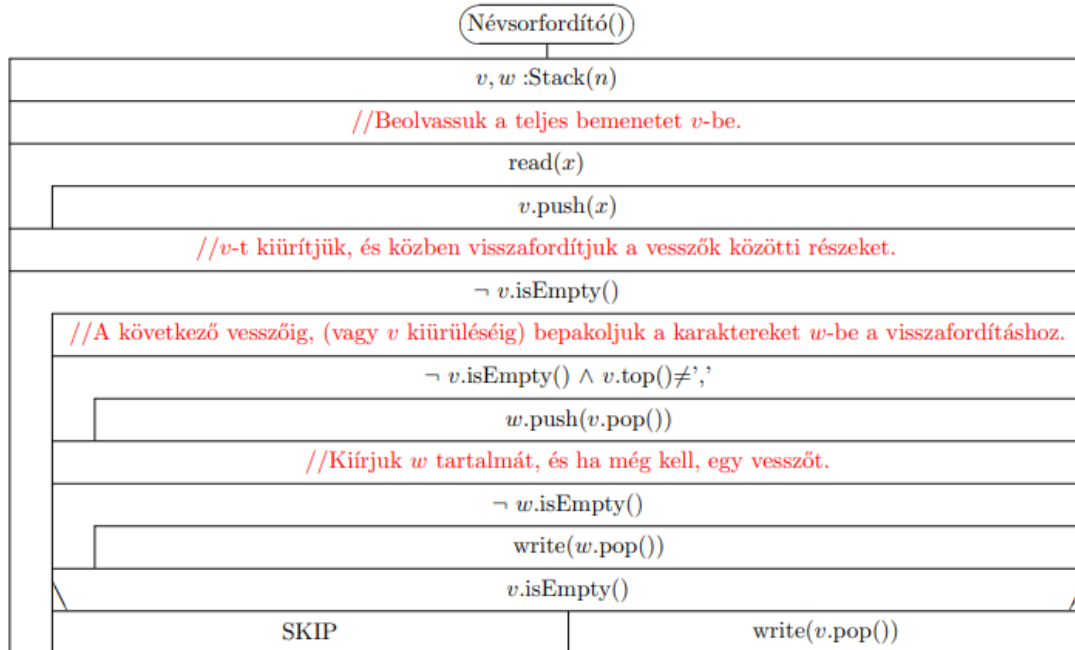 Névsorfordító()
v, w :Stack(n)
//Beolvassuk a teljes bemenetet v-be.
read(x)
v.push(x)
//v-t kiürítjük, és közben visszafordítjuk a vesszők közötti részeket.
¬ v.isEmpty()
//A következő vesszőig, (vagy v kiürüléséig) bepakoljuk a karaktereket w-be a visszafordításhoz.
¬ v.isEmpty() ∧ v.top()≠’,’
w.push(v.pop())
//Kiírjuk w tartalmát, és ha még kell, egy vesszőt.
¬ w.isEmpty()
write(w.pop())
v.isEmpty()
SKIP
write(v.pop())